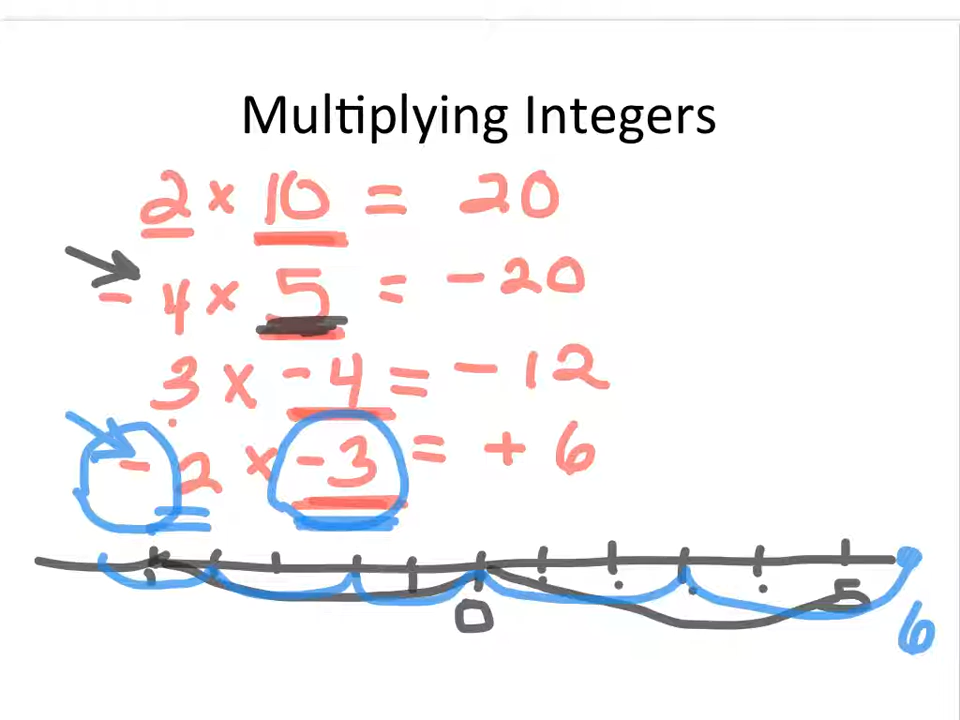 Multiplying Integers
2 × 10 = 20
- 4 × 5 = - 20
3 × - 4 = - 12
- 2 × - 3 = + 6
0 5 6